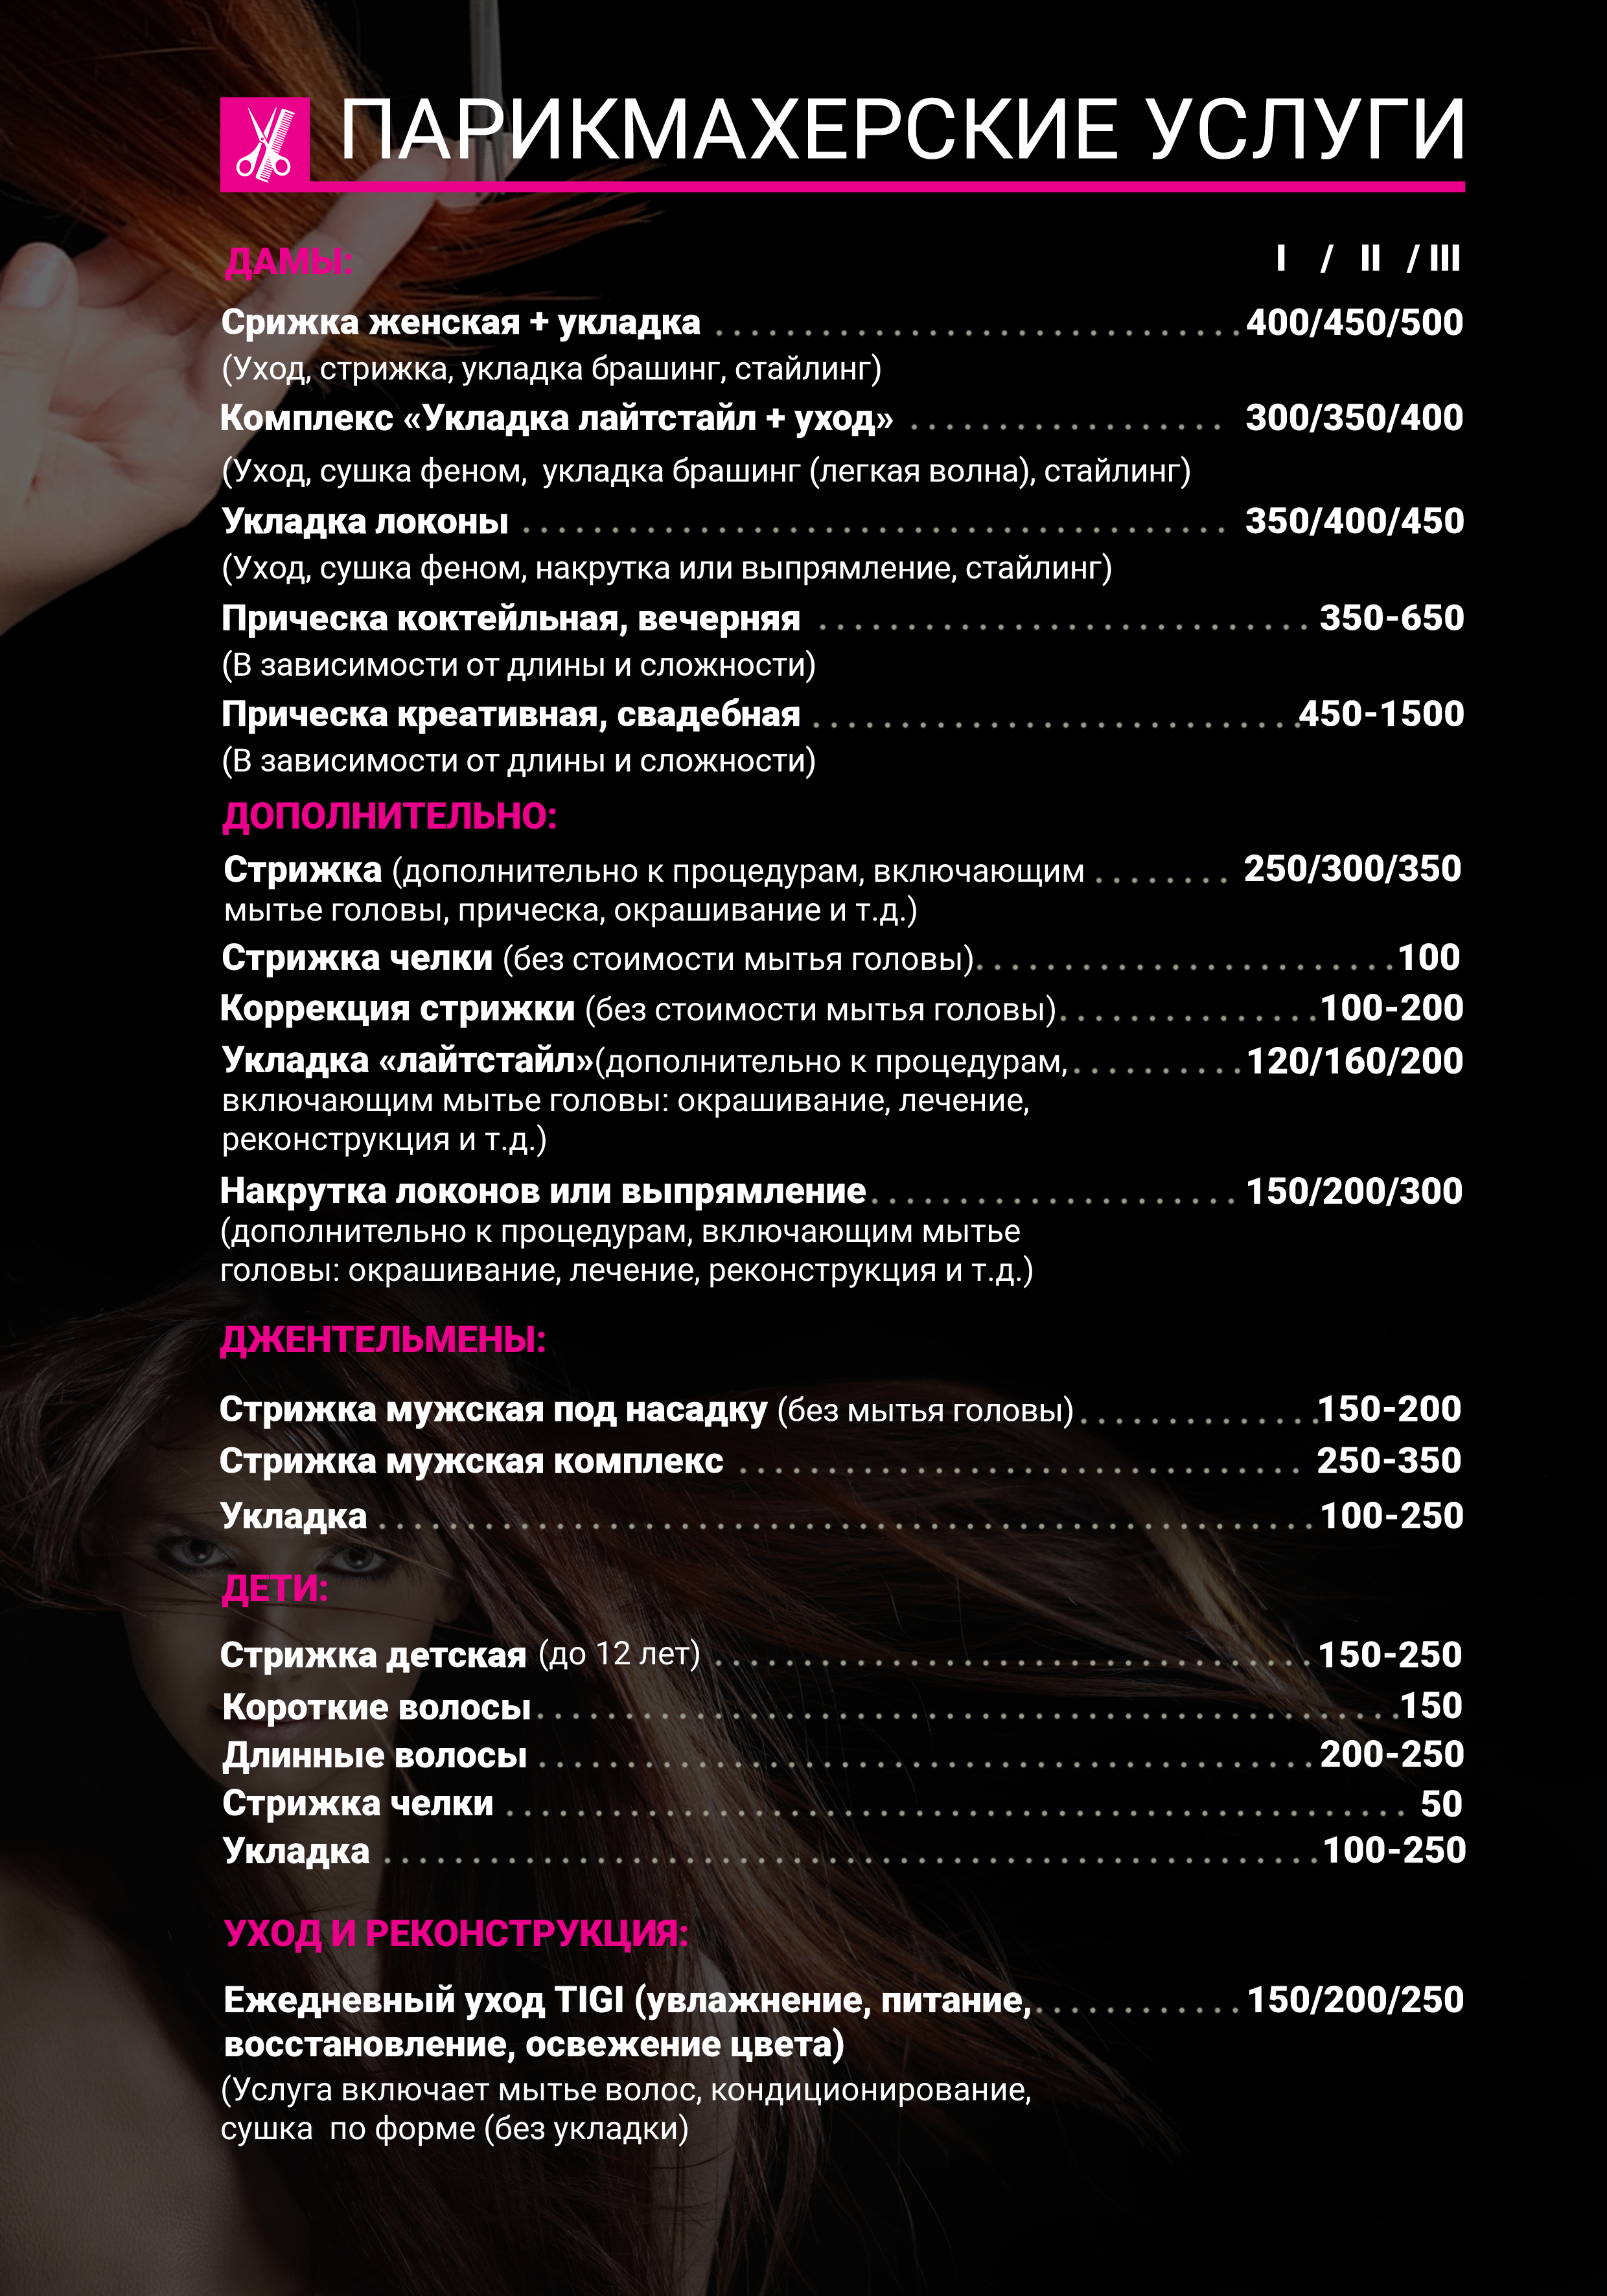 ПАРИКМАХЕРСКИЕ УСЛУГИ
ДАМЫ: I / II / III
Срижка женская + укладка . . . . . . . . . . . . . . . . . . . . . . . . . . . . . . 400/450/500
(Уход, стрижка, укладка брашинг, стайлинг)
Комплекс «Укладка лайтстайл + уход» . . . . . . . . . . . . . . . . . . 300/350/400
(Уход, сушка феном, укладка брашинг (легкая волна), стайлинг)
Укладка локоны . . . . . . . . . . . . . . . . . . . . . . . . . . . . . . . . . . . . . . . . 350/400/450
(Уход, сушка феном, накрутка или выпрямление, стайлинг)
Прическа коктейльная, вечерняя . . . . . . . . . . . . . . . . . . . . . . . . . . . . 350-650
(В зависимости от длины и сложности)
Прическа креативная, свадебная . . . . . . . . . . . . . . . . . . . . . . . . . . . . 450-1500
(В зависимости от длины и сложности)
ДОПОЛНИТЕЛЬНО:
Стрижка (дополнительно к процедурам, включающим . . . . . . . . 250/300/350
мытье головы, прическа, окрашивание и т.д.)
Стрижка челки (без стоимости мытья головы). . . . . . . . . . . . . . . . . . . . . . . . 100
Коррекция стрижки (без стоимости мытья головы). . . . . . . . . . . . . . . 100-200
Укладка «лайтстайл»(дополнительно к процедурам, . . . . . . . . . . 120/160/200
включающим мытье головы: окрашивание, лечение,
реконструкция и т.д.)
Накрутка локонов или выпрямление. . . . . . . . . . . . . . . . . . . . . 150/200/300
(дополнительно к процедурам, включающим мытье
головы: окрашивание, лечение, реконструкция и т.д.)
ДЖЕНТЕЛЬМЕНЫ:
Стрижка мужская под насадку (без мытья головы) . . . . . . . . . . . . . . 150-200
Стрижка мужская комплекс . . . . . . . . . . . . . . . . . . . . . . . . . . . . . . . . 250-350
Укладка . . . . . . . . . . . . . . . . . . . . . . . . . . . . . . . . . . . . . . . . . . . . . . . . . . . . . 100-250
ДЕТИ:
Стрижка детская (до 12 лет) . . . . . . . . . . . . . . . . . . . . . . . . . . . . . . . . . . 150-250
Короткие волосы. . . . . . . . . . . . . . . . . . . . . . . . . . . . . . . . . . . . . . . . . . . . . . . . . 150
Длинные волосы . . . . . . . . . . . . . . . . . . . . . . . . . . . . . . . . . . . . . . . . . . . . 200-250
Стрижка челки . . . . . . . . . . . . . . . . . . . . . . . . . . . . . . . . . . . . . . . . . . . . . . . . . . . 50
Укладка . . . . . . . . . . . . . . . . . . . . . . . . . . . . . . . . . . . . . . . . . . . . . . . . . . . . . 100-250
УХОД И РЕКОНСТРУКЦИЯ:
Ежедневный уход TIGI (увлажнение, питание, . . . . . . . . . . . . 150/200/250
восстановление, освежение цвета)
(Услуга включает мытье волос, кондиционирование,
сушка по форме (без укладки)